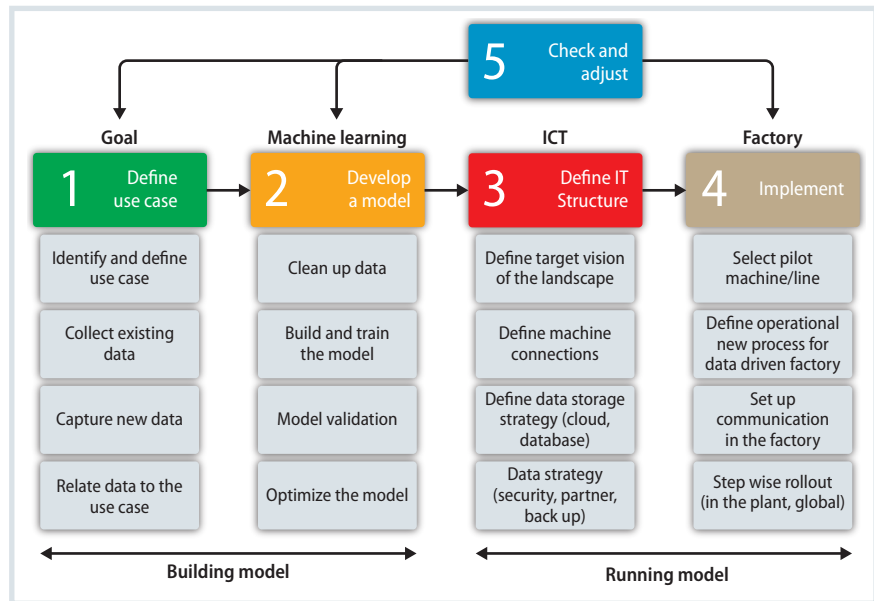 5
Check and
adjust
Goal
Machine learning
ICT
Factory
1
Define
use case
2
Develop
a model
3
Define IT
Structure
4
Implement
Identify and define
use case
Collect existing
data
Capture new data
Relate data to the
use case
Clean up data
Build and train
the model
Model validation
Optimize the model
Define target vision
of the landscape
Define machine
connections
Define data storage
strategy (cloud,
database)
Data strategy
(security, partner,
back up)
Select pilot
machine/line
Define operational
new process for
data driven factory
Set up
communication
in the factory
Step wise rollout
(in the plant, global)
Building model
Running model